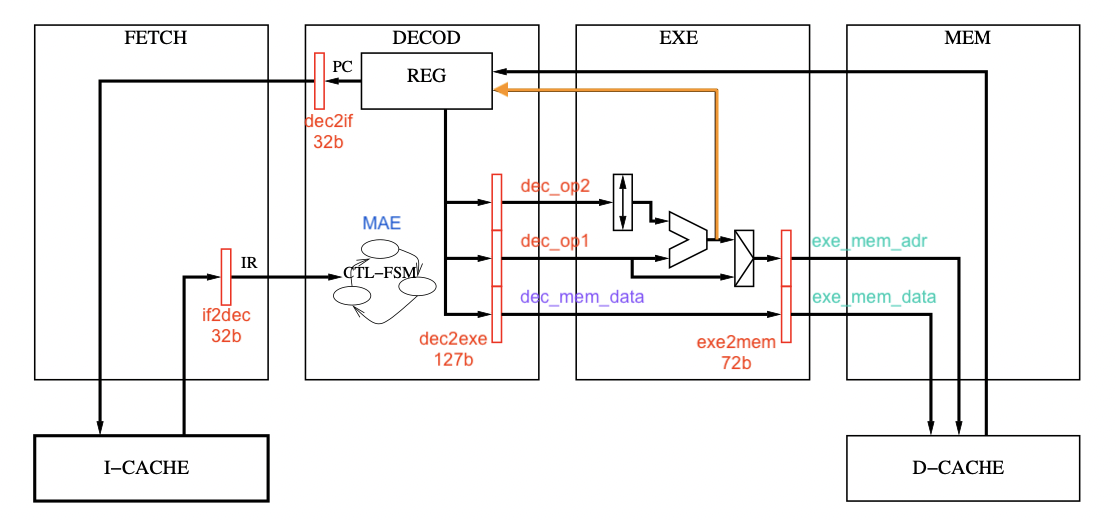 FETCH
DECOD
EXE
MEM
REG
PC
dec2if
32b
dec_op2
MAE
dec_op1
exe_mem_adr
IR
CTL-FSM
dec_mem_data
exe_mem_data
if2dec
32b
dec2exe
127b
exe2mem
72b
I-CACHE
D-CACHE